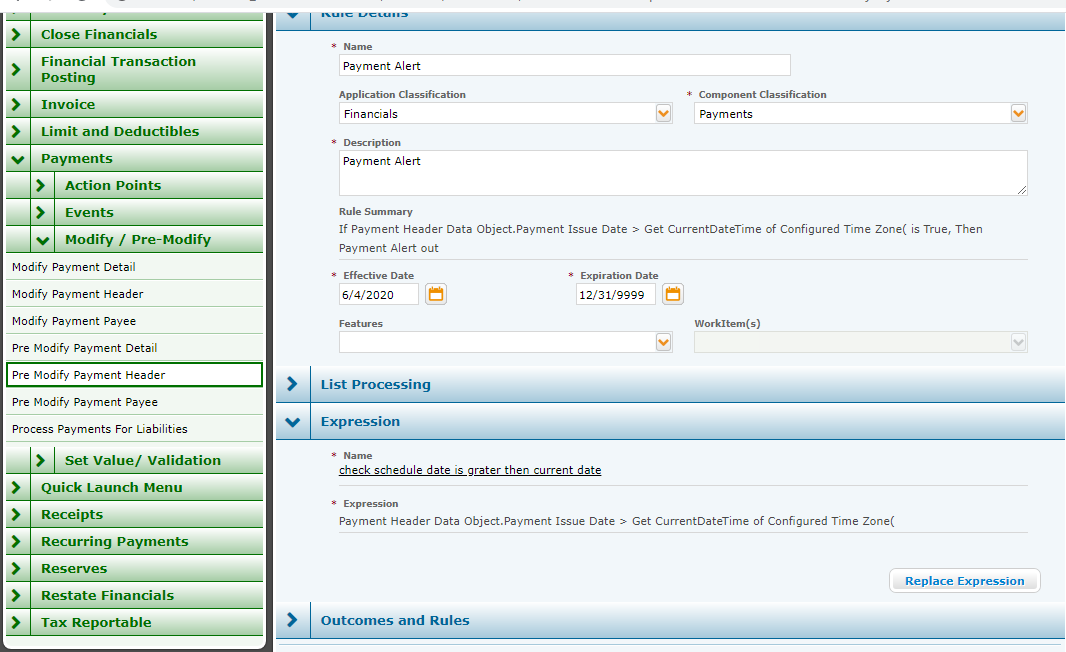 Close Financials
Financial Transaction
Posting
Invoice
Limit and Deductibles
Payments
Action Points
Events
Modify / Pre-Modify
Modify Payment Detail
Modify Payment Header
Modify Payment Payee
Pre Modify Payment Detail
Pre Modify Payment Header
Pre Modify Payment Payee
Process Payments For Liabilities
Set Value/ Validation
Quick Launch Menu
Receipts
Recurring Payments
Reserves
Restate Financials
Tax Reportable
Rule Details
* Name
Payment Alert
Application Classification
* Component Classification
Financials
Payments
* Description
Payment Alert
Rule Summary
If Payment Header Data Object.Payment Issue Date > Get CurrentDateTime of Configured Time Zone( is True, Then
Payment Alert out
* Effective Date
* Expiration Date
6/4/2020
12/31/9999
Features
WorkItem(s)
List Processing
Expression
* Name
check schedule date is grater then current date
* Expression
Payment Header Data Object.Payment Issue Date > Get CurrentDateTime of Configured Time Zone(
Replace Expression
Outcomes and Rules